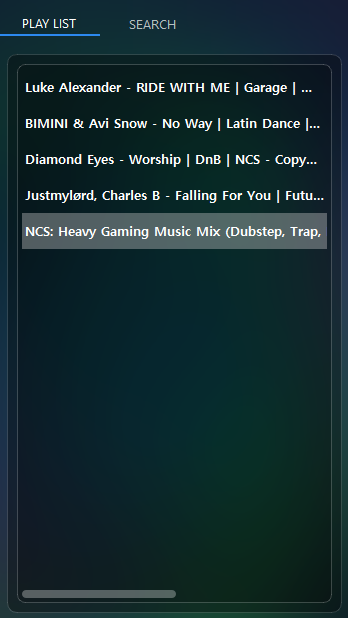 PLAY LIST
SEARCH
Luke Alexander - RIDE WITH ME | Garage | ...
BIMINI & Avi Snow - No Way | Latin Dance |...
Diamond Eyes - Worship | DnB | NCS - Copy...
Justmylørd, Charles B - Falling For You | Futu...
NCS: Heavy Gaming Music Mix (Dubstep, Trap,